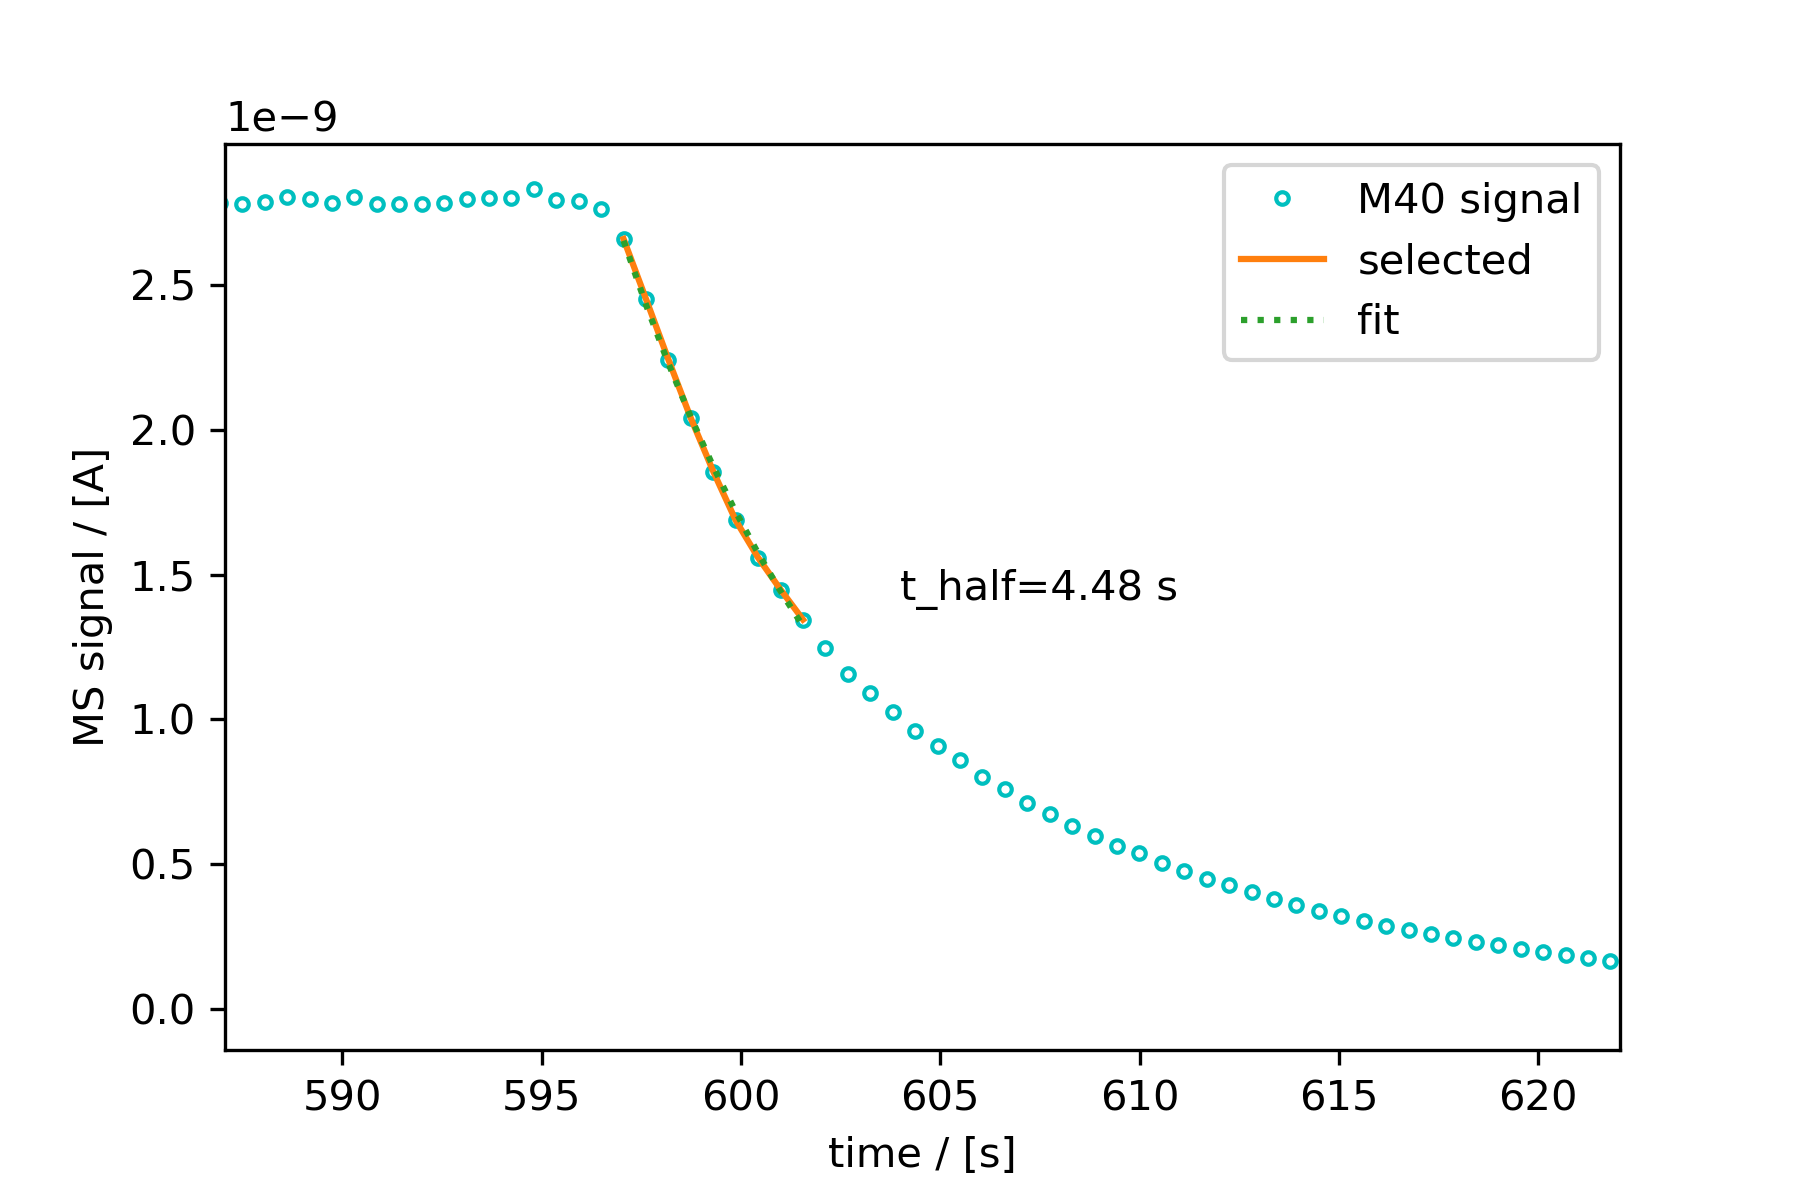 1e−9
M40 signal
selected
fit
2.5
2.0
1.5
1.0
0.5
0.0
MS signal / [A]
t_half=4.48 s
590 595 600 605 610 615 620
time / [s]